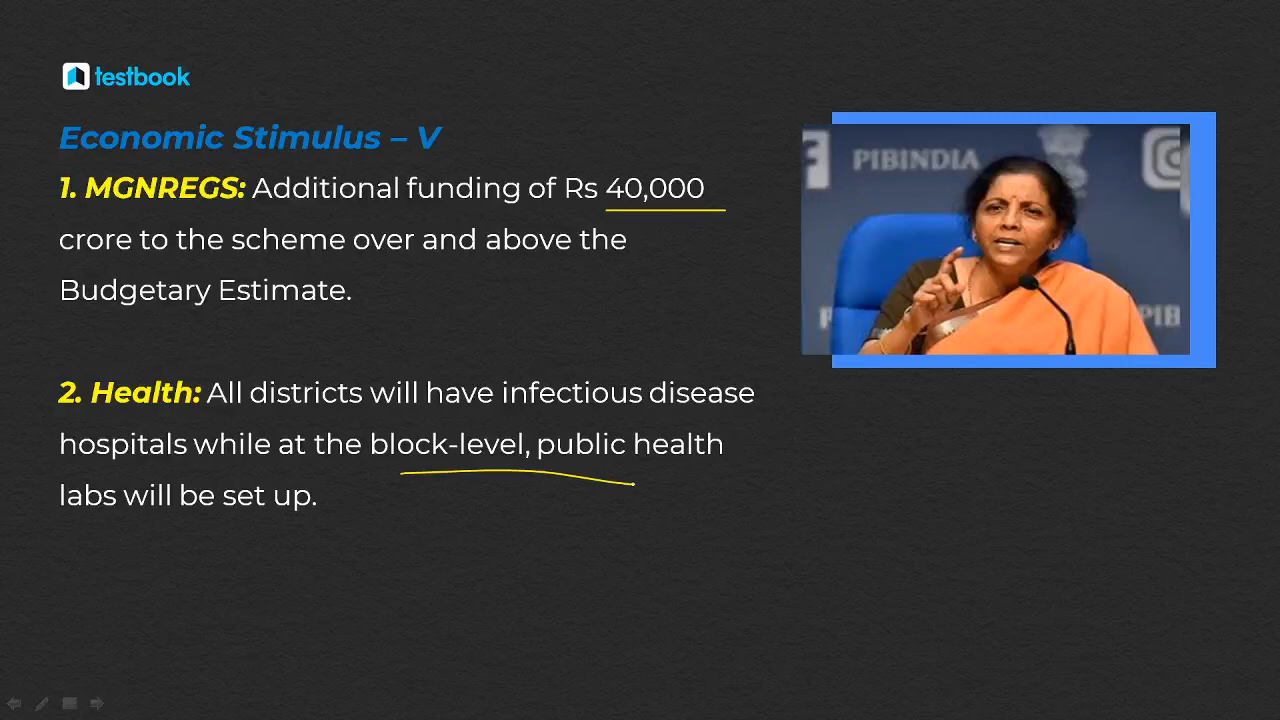 testbook
Economic Stimulus – V
1. MGNREGS: Additional funding of Rs 40,000
crore to the scheme over and above the
Budgetary Estimate.
2. Health: All districts will have infectious disease
hospitals while at the block-level, public health
labs will be set up.
PIBINDIA
PIB